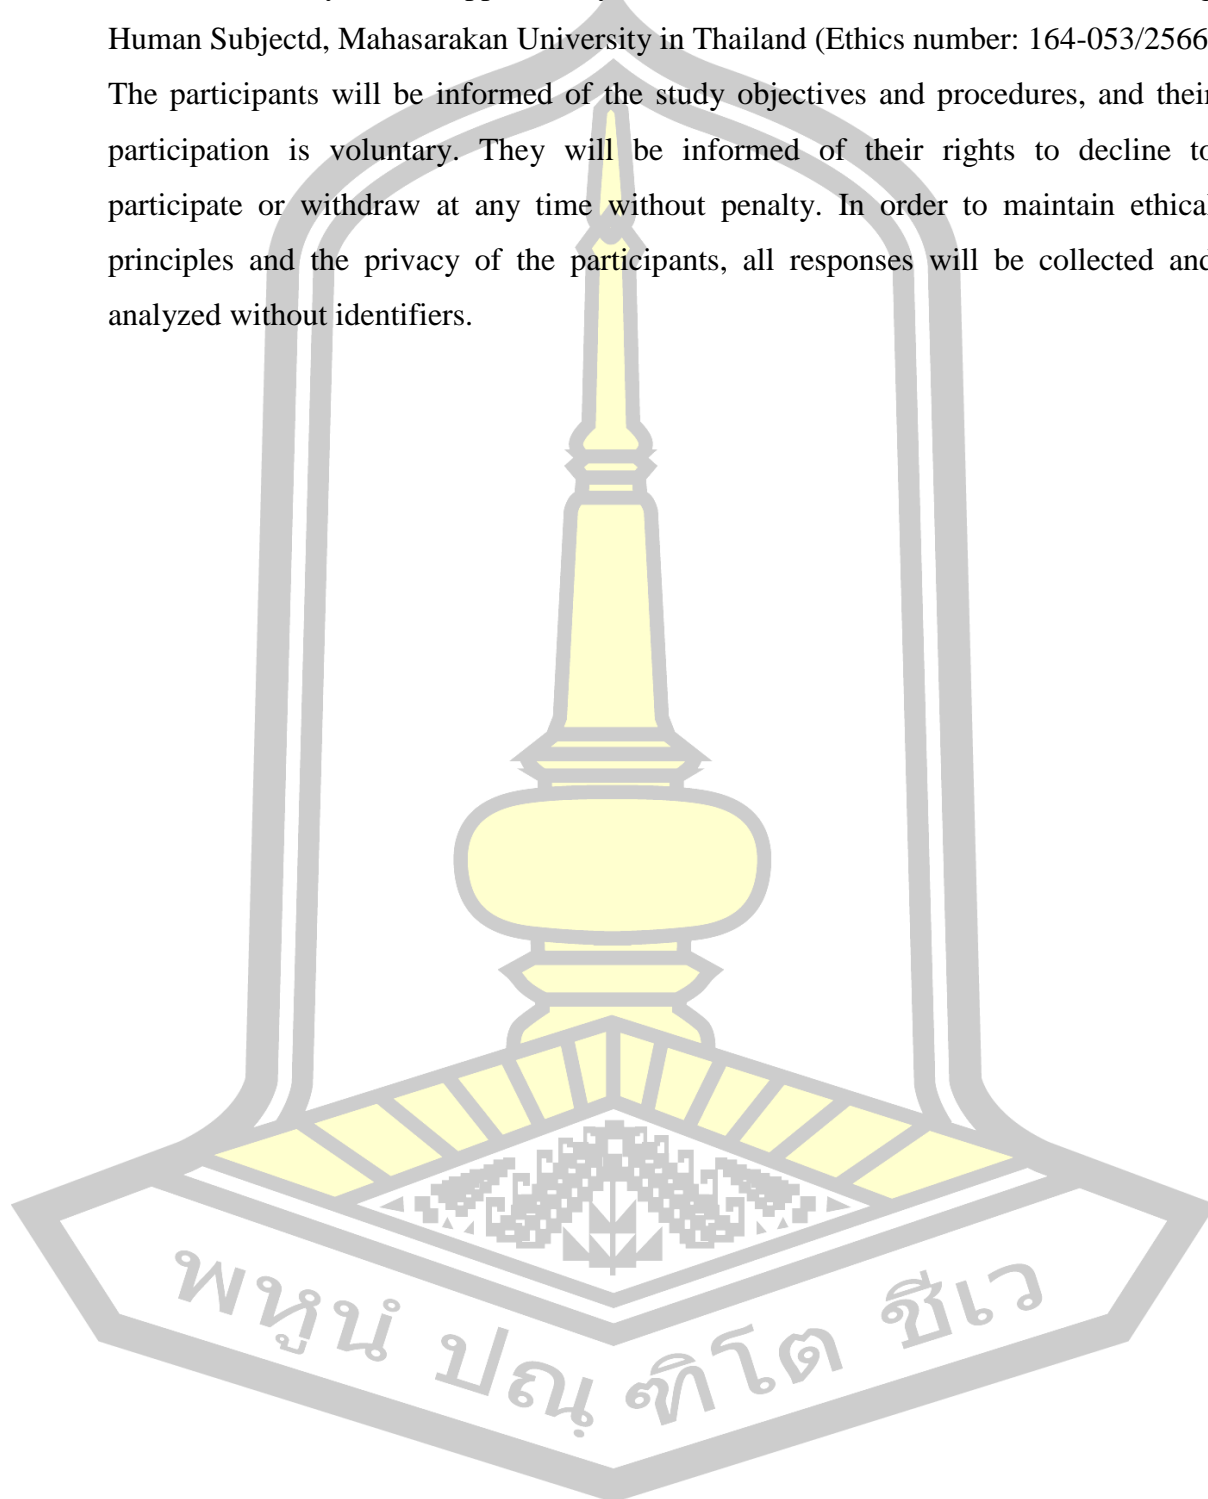 Human Subjectd, Mahasarakan University in Thailand (Ethics number: 164-053/2566
The participants will be informed of the study objectives and procedures, and their
participation is voluntary. They will be informed of their rights to decline to
participate or withdraw at any time without penalty. In order to maintain ethical
principles and the privacy of the participants, all responses will be collected and
analyzed without identifiers.
พหูนํ ปณฺฑิโต ชีเว